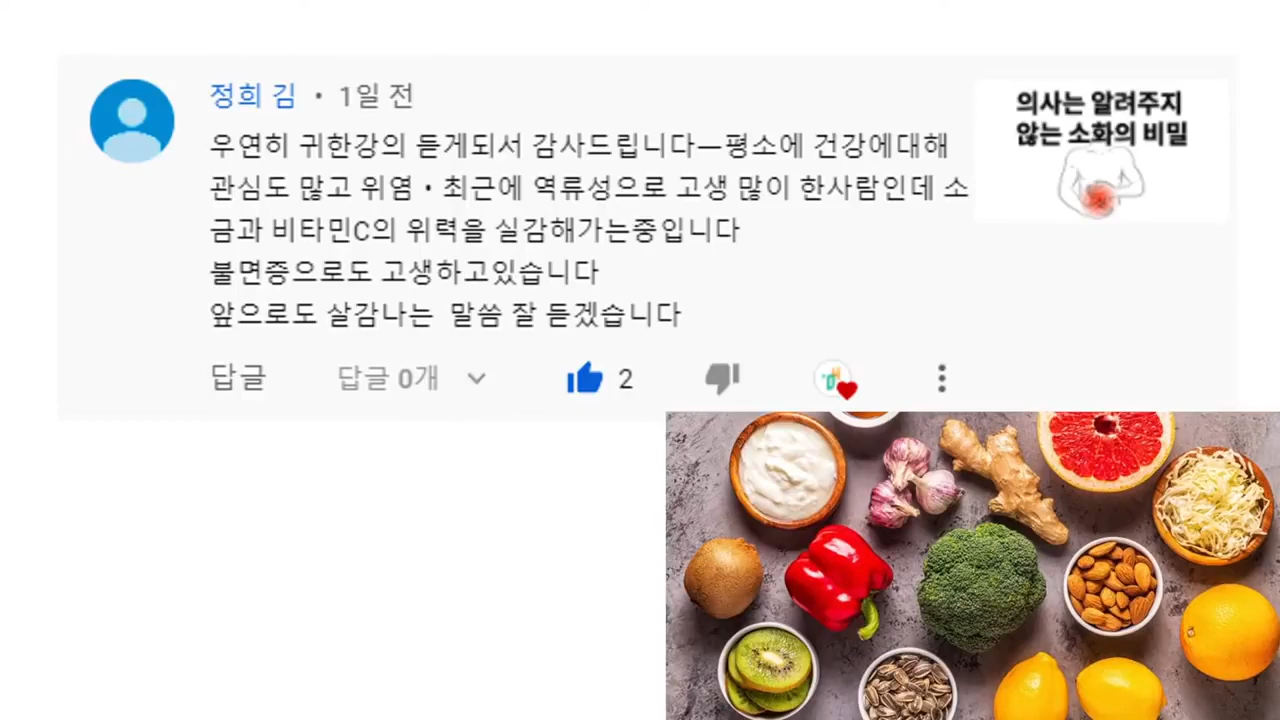 정희 김 • 1일 전
우연히 귀한강의 듣게되서 감사드립니다ㅡ평소에 건강에대해
관심도 많고 위염•최근에 역류성으로 고생 많이 한사람인데 소
금과 비타민C의 위력을 실감해가는중입니다
불면증으로도 고생하고있습니다
앞으로도 살감나는 말씀 잘 듣겠습니다
답글 답글 0개 2
의사는 알려주지
않는 소화의 비밀